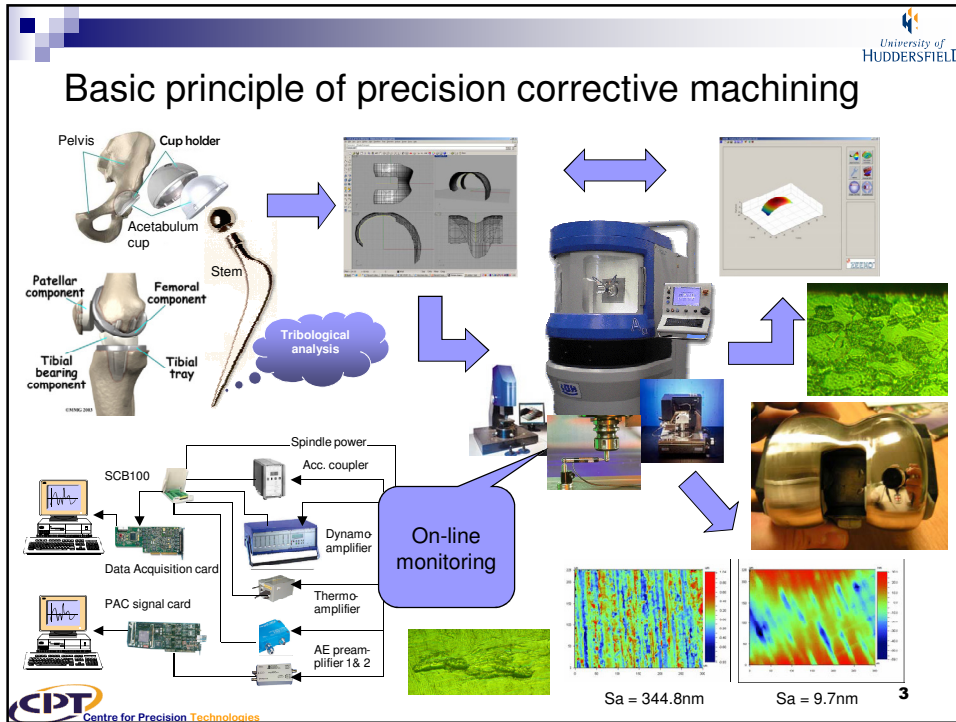 University of
HUDDERSFIELD
Basic principle of precision corrective machining
Pelvis
Cup holder
Acetabulum
cup
Stem
Patellar
component
Femoral
component
Tibial
bearing
component
Tibial
tray
©MMG 2003
Tribological
analysis
Spindle power
SCB100
Acc. coupler
Dynamo-
amplifier
Data Acquisition card
Thermo-
amplifier
PAC signal card
AE pream-
plifier 1& 2
On-line
monitoring
Sa = 344.8nm
Sa = 9.7nm
3
CPT
Centre for Precision Technologies